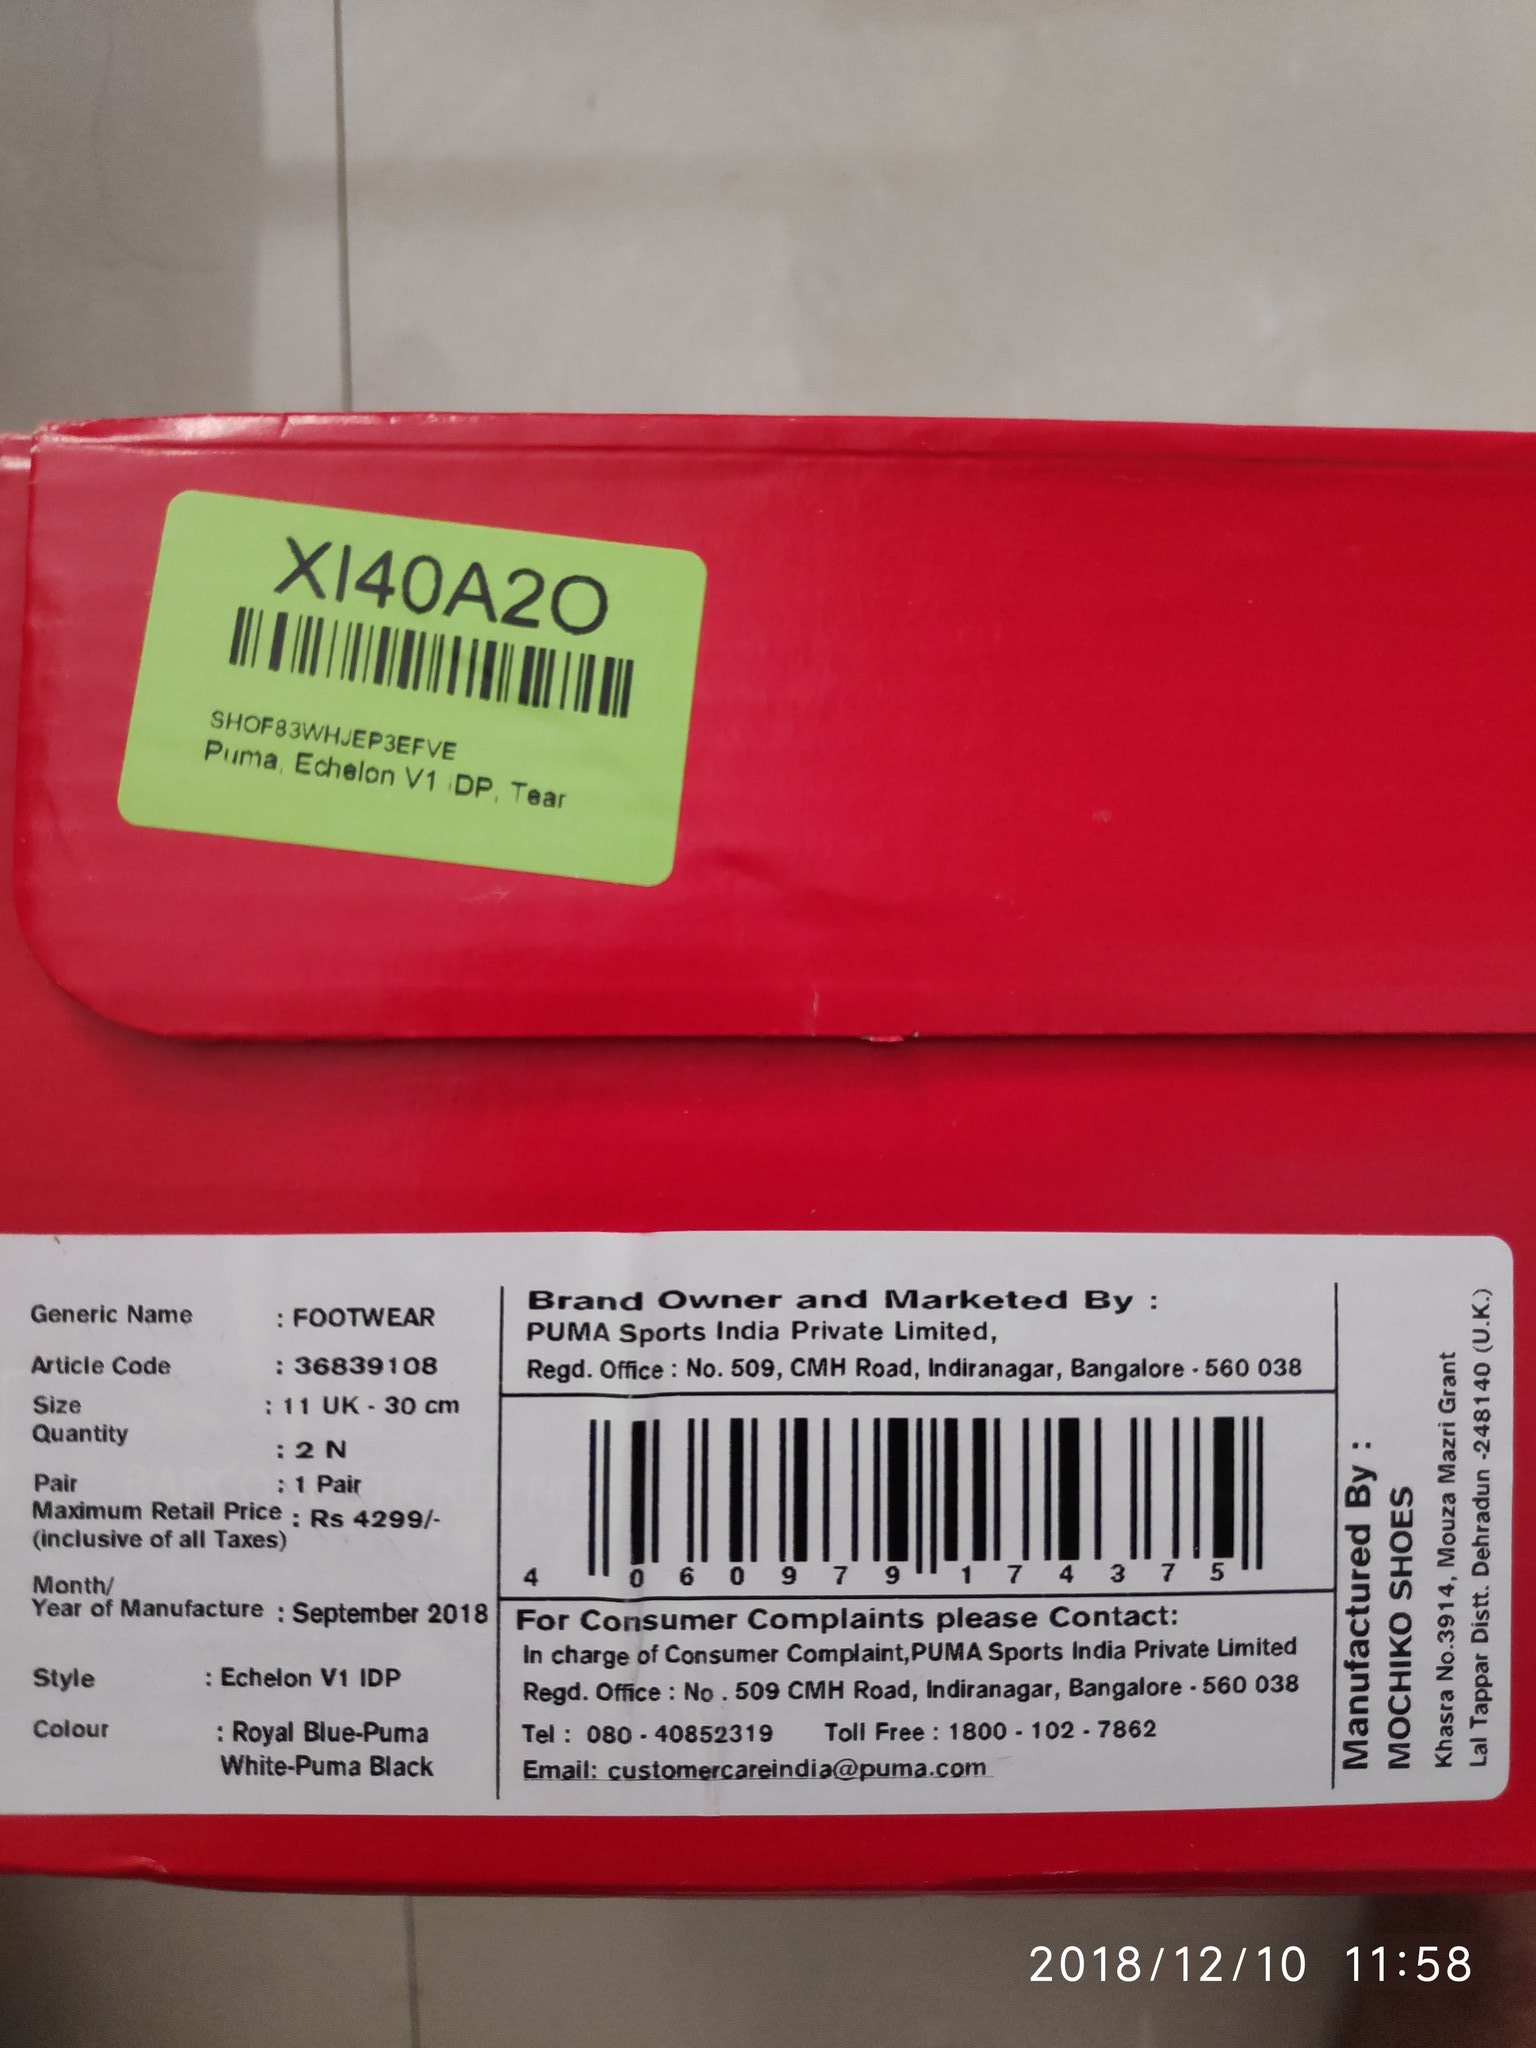 XI40A2O
SHOF83WHJEP3EFVE
Puma, Echelon V1 IDP, Tear
Generic Name : FOOTWEAR
Article Code : 36839108
Size : 11 UK - 30 cm
Quantity : 2 N
Pair : 1 Pair
Maximum Retail Price : Rs 4299/-
(inclusive of all Taxes)
Month/
Year of Manufacture : September 2018
Style : Echelon V1 IDP
Colour : Royal Blue-Puma
White-Puma Black
Brand Owner and Marketed By :
PUMA Sports India Private Limited,
Regd. Office : No. 509, CMH Road, Indiranagar, Bangalore - 560 038
4 060979 174375
For Consumer Complaints please Contact:
In charge of Consumer Complaint,PUMA Sports India Private Limited
Regd. Office : No . 509 CMH Road, Indiranagar, Bangalore - 560 038
Tel : 080 - 40852319 Toll Free : 1800 - 102 - 7862
Email: customercareindia@puma.com
Manufactured By :
MOCHIKO SHOES
Khasra No.3914, Mouza Mazri Grant
Lal Tappar Distt. Dehradun -248140 (U.K.)
2018/12/10 11:58